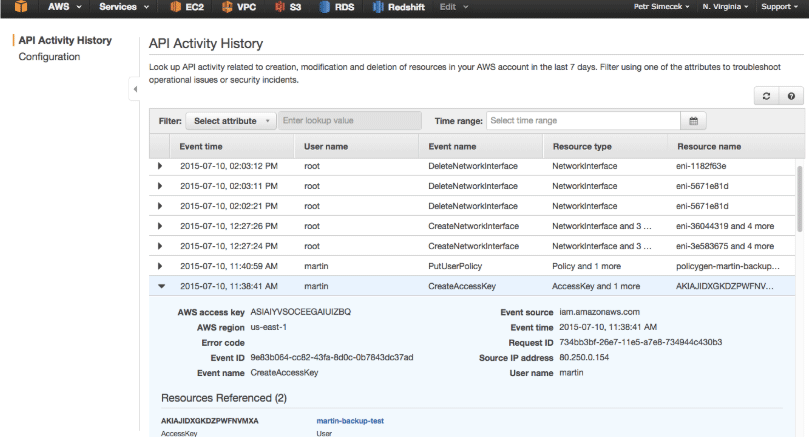 AWS Services EC2 VPC S3 RDS Redshift Edit Petr Simecek N. Virginia Support
API Activity History
Configuration
API Activity History
Look up API activity related to creation, modification and deletion of resources in your AWS account in the last 7 days. Filter using one of the attributes to troubleshoot
operational issues or security incidents.
Filter: Select attribute Enter lookup value Time range: Select time range
Event time User name Event name Resource type Resource name
2015-07-10, 02:03:12 PM root DeleteNetworkInterface NetworkInterface eni-1182f63e
2015-07-10, 02:03:11 PM root DeleteNetworkInterface NetworkInterface eni-5671e81d
2015-07-10, 02:02:21 PM root DeleteNetworkInterface NetworkInterface eni-5671e81d
2015-07-10, 12:27:26 PM root CreateNetworkInterface NetworkInterface and 3 ... eni-36044319 and 4 more
2015-07-10, 12:27:24 PM root CreateNetworkInterface NetworkInterface and 3 ... eni-3e583675 and 4 more
2015-07-10, 11:40:59 AM martin PutUserPolicy Policy and 1 more policygen-martin-backup...
2015-07-10, 11:38:41 AM martin CreateAccessKey AccessKey and 1 more AKIAJIDXGKDZPWFNV...
AWS access key ASIAIYVSOCEEGAIUIZBQ Event source iam.amazonaws.com
AWS region us-east-1 Event time 2015-07-10, 11:38:41 AM
Error code Request ID 734bb3bf-26e7-11e5-a7e8-734944c430b3
Event ID 9e83b064-cc82-43fa-8d0c-0b7843dc37ad Source IP address 80.250.0.154
Event name CreateAccessKey User name martin
Resources Referenced (2)
AKIAJIDXGKDZPWFNVMXA martin-backup-test
AccessKey User